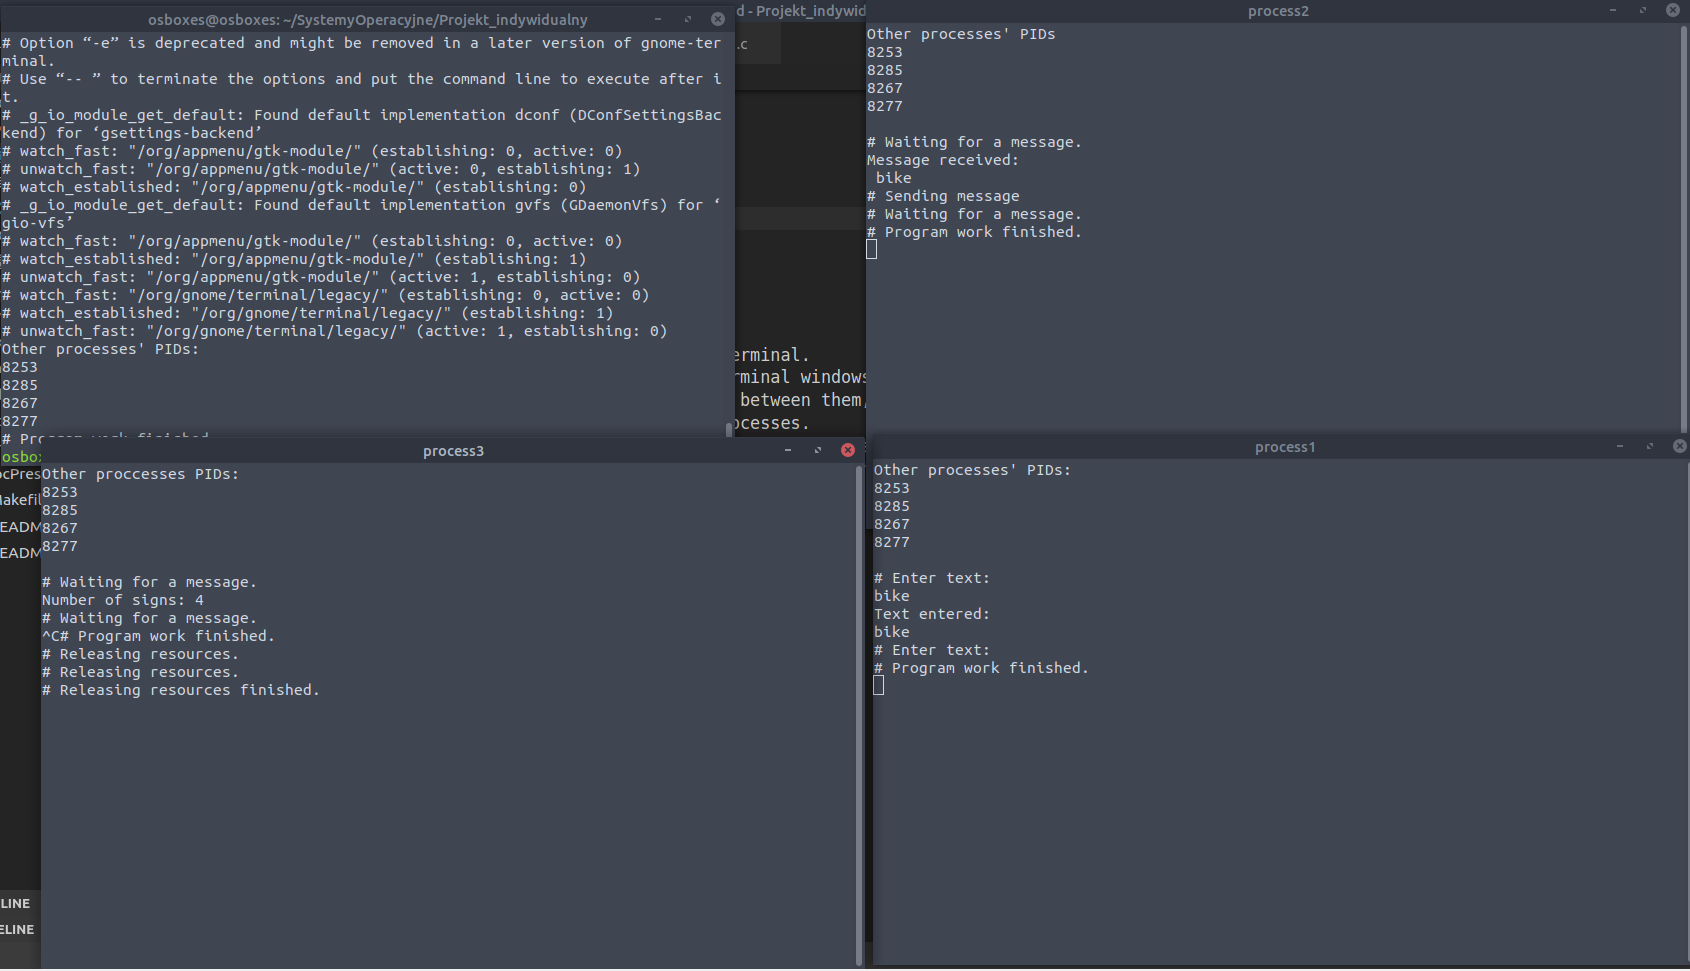 osboxes@osboxes: ~/SystemyOperacyjne/Projekt_indywidualny
# Option “-e” is deprecated and might be removed in a later version of gnome-ter
minal.
# Use “-- ” to terminate the options and put the command line to execute after i
t.
# _g_io_module_get_default: Found default implementation dconf (DConfSettingsBac
kend) for ‘gsettings-backend’
# watch_fast: "/org/appmenu/gtk-module/" (establishing: 0, active: 0)
# unwatch_fast: "/org/appmenu/gtk-module/" (active: 0, establishing: 1)
# watch_established: "/org/appmenu/gtk-module/" (establishing: 0)
# _g_io_module_get_default: Found default implementation gvfs (GDaemonVfs) for ‘
gio-vfs’
# watch_fast: "/org/appmenu/gtk-module/" (establishing: 0, active: 0)
# watch_established: "/org/appmenu/gtk-module/" (establishing: 1)
# unwatch_fast: "/org/appmenu/gtk-module/" (active: 1, establishing: 0)
# watch_fast: "/org/gnome/terminal/legacy/" (establishing: 0, active: 0)
# watch_established: "/org/gnome/terminal/legacy/" (establishing: 1)
# unwatch_fast: "/org/gnome/terminal/legacy/" (active: 1, establishing: 0)
Other processes' PIDs:
8253
8285
8267
8277
# Program work finished
osbox
d - Projekt_indywid
.c
erminal.
rminal windows
between them,
ocesses.
process2
Other processes' PIDs
8253
8285
8267
8277
# Waiting for a message.
Message received:
bike
# Sending message
# Waiting for a message.
# Program work finished.
ocPres
Makefil
EADM
EADM
LINE
ELINE
process3
Other proccesses PIDs:
8253
8285
8267
8277
# Waiting for a message.
Number of signs: 4
# Waiting for a message.
^C# Program work finished.
# Releasing resources.
# Releasing resources.
# Releasing resources finished.
process1
Other processes' PIDs:
8253
8285
8267
8277
# Enter text:
bike
Text entered:
bike
# Enter text:
# Program work finished.